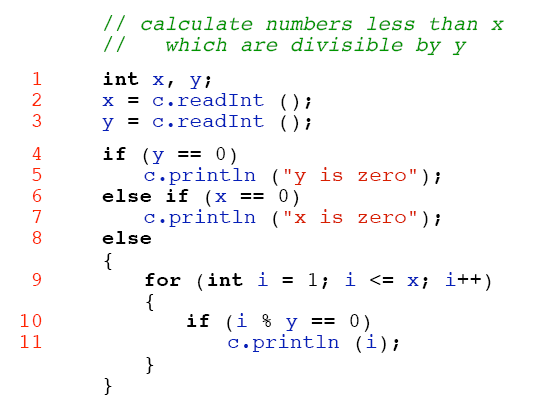 // calculate numbers less than x
//   which are divisible by y
1 int x, y;
2 x = c.readInt ();
3 y = c.readInt ();
4 if (y == 0)
5 c.println ("y is zero");
6 else if (x == 0)
7 c.println ("x is zero");
8 else
{
9 for (int i = 1; i <= x; i++)
{
10 if (i % y == 0)
11 c.println (i);
}
}